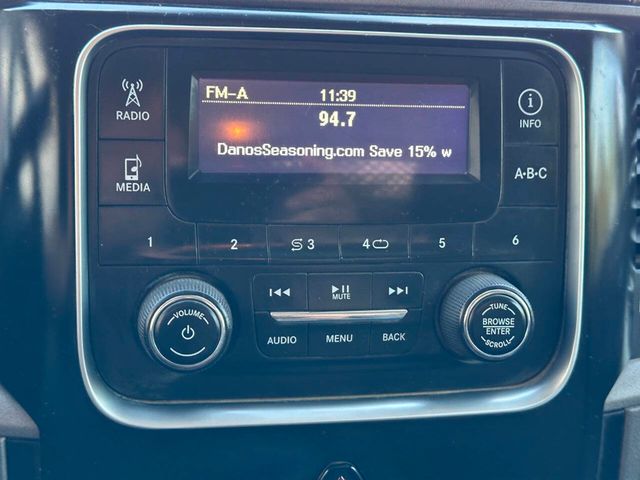 FM-A 11:39
94.7
DanosSeasoning.com Save 15% w
RADIO
MEDIA
INFO
A-B-C
1 2 3 4 5 6
VOLUME
MUTE
AUDIO MENU BACK
TUNE
BROWSE
ENTER
SCROLL